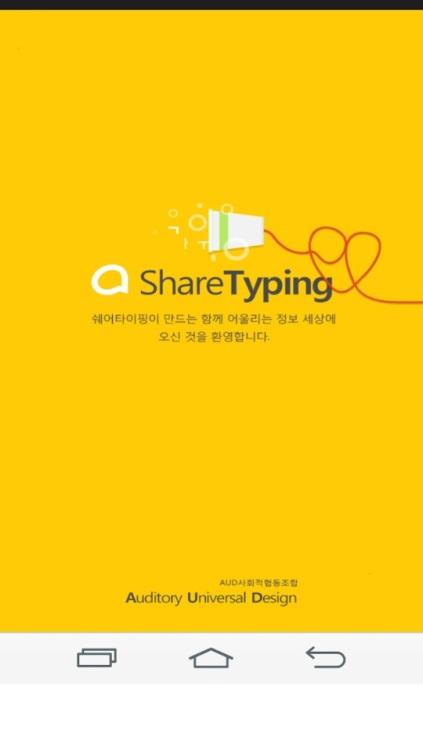 ShareTyping
쉐어타이핑이 만드는 함께 어울리는 정보 세상에
오신 것을 환영합니다.
AUD사회적협동조합
Auditory Universal Design